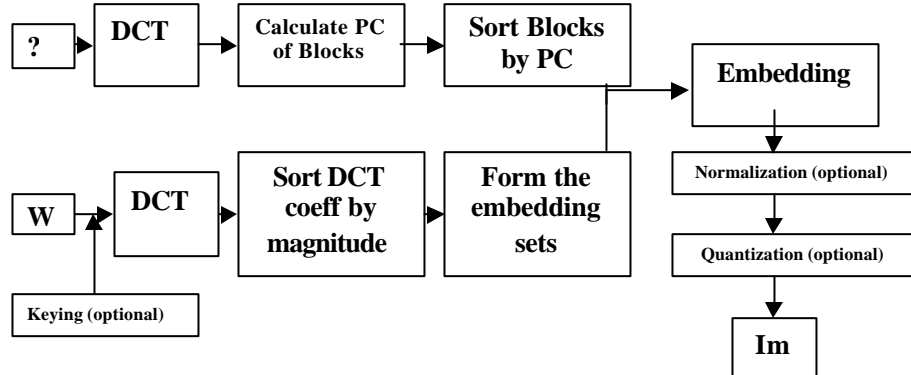 ?
DCT
Calculate PC
of Blocks
Sort Blocks
by PC
Embedding
Normalization (optional)
Quantization (optional)
Im
W
DCT
Sort DCT
coeff by
magnitude
Form the
embedding
sets
Keying (optional)